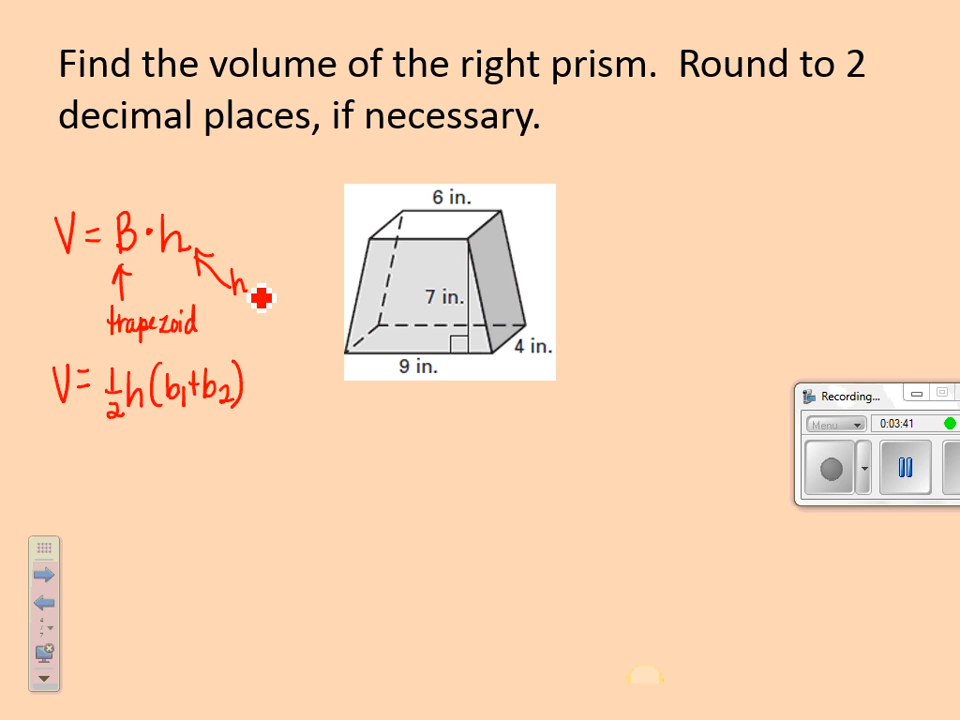 Find the volume of the right prism. Round to 2
decimal places, if necessary.
V = B · h
h
trapezoid
V = 1/2 h (b1 + b2)
6 in.
7 in.
4 in.
9 in.
Recording...
Menu
0:03:41